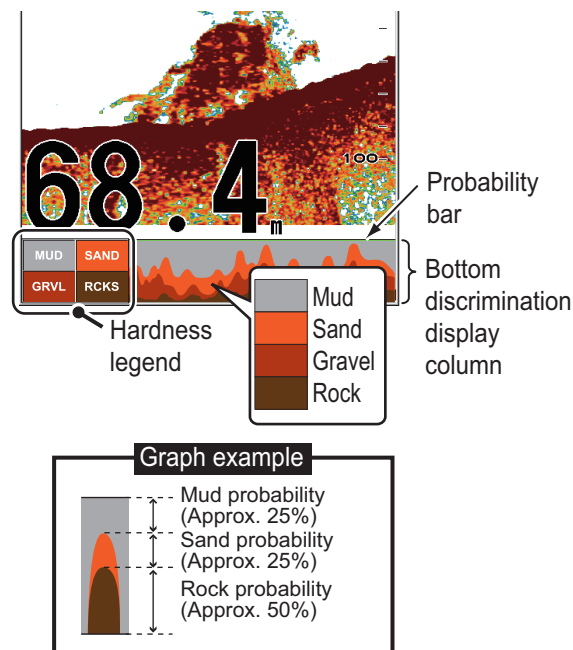 100
68.4m
Probability
bar
MUD SAND
GRVL RCKS
Hardness
legend
Mud
Sand
Gravel
Rock
Bottom
discrimination
display
column
Graph example
Mud probability
(Approx. 25%)
Sand probability
(Approx. 25%)
Rock probability
(Approx. 50%)